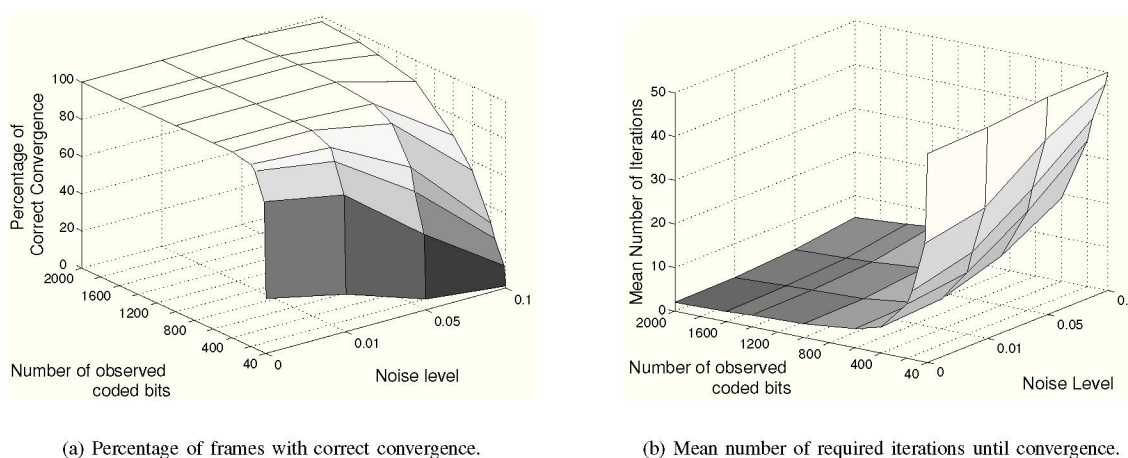 100
80
60
40
20
0
Percentage of
Correct Convergence
2000
1600
1200
800
400
40
0
0.01
0.05
0.1
Number of observed
coded bits
Noise level
(a) Percentage of frames with correct convergence.
50
40
30
20
10
0
Mean Number of Iterations
2000
1600
1200
800
400
40
0
0.01
0.05
0.
Number of observed
coded bits
Noise Level
(b) Mean number of required iterations until convergence.